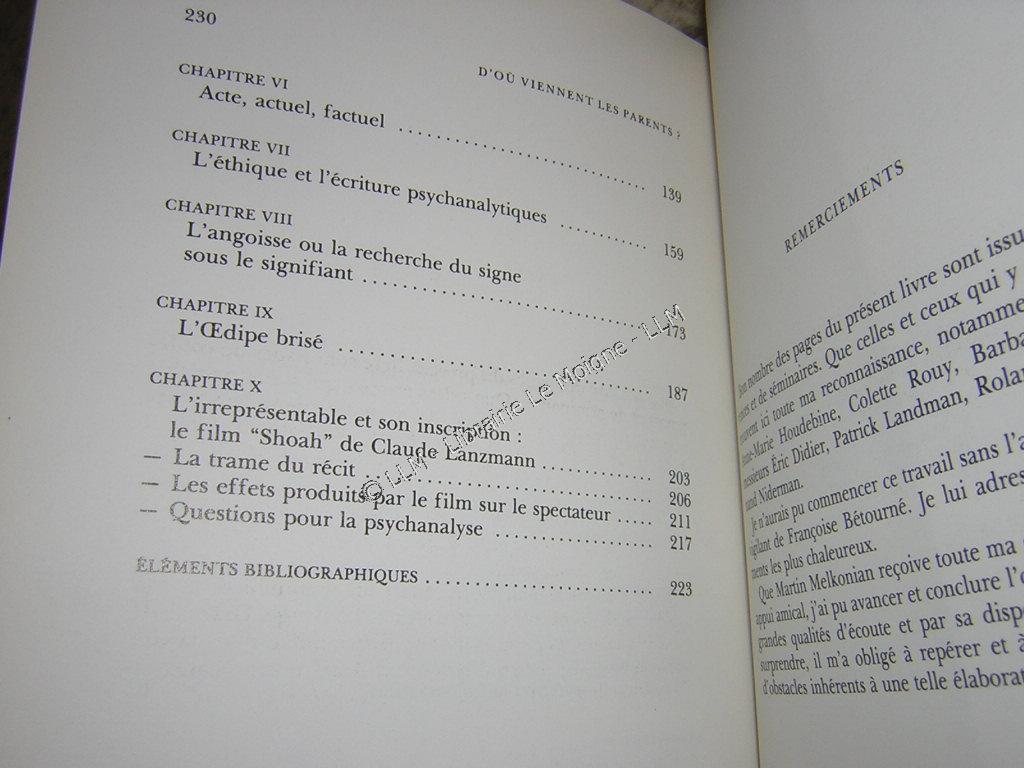 230
D'OÙ VIENNENT LES PARENTS ?
CHAPITRE VI
Acte, actuel, factuel ........................................ 139
CHAPITRE VII
L'éthique et l'écriture psychanalytiques ............ 159
CHAPITRE VIII
L'angoisse ou la recherche du signe
sous le signifiant ........................................ 173
CHAPITRE IX
L'Œdipe brisé ........................................ 187
CHAPITRE X
L'irreprésentable et son inscription :
le film “Shoah” de Claude Lanzmann ............... 203
— La trame du récit ........................................ 206
— Les effets produits par le film sur le spectateur ..... 211
— Questions pour la psychanalyse .................... 217
ÉLÉMENTS BIBLIOGRAPHIQUES .............................. 223
© LLM - Librairie Le Moigne - LLM
REMERCIEMENTS
nombre des pages du présent livre sont issu
et de séminaires. Que celles et ceux qui y
ici toute ma reconnaissance, notamme
-Marie Houdebine, Colette Rouy, Barba
messieurs Éric Didier, Patrick Landman, Rolan
Niderman.
Je n'aurais pu commencer ce travail sans l'a
vigilant de Françoise Bétourné. Je lui adres
ments les plus chaleureux.
Que Martin Melkonian reçoive toute ma
appui amical, j'ai pu avancer et conclure l'o
grandes qualités d'écoute et par sa disp
surprendre, il m'a obligé à repérer et à
d'obstacles inhérents à une telle élaborat